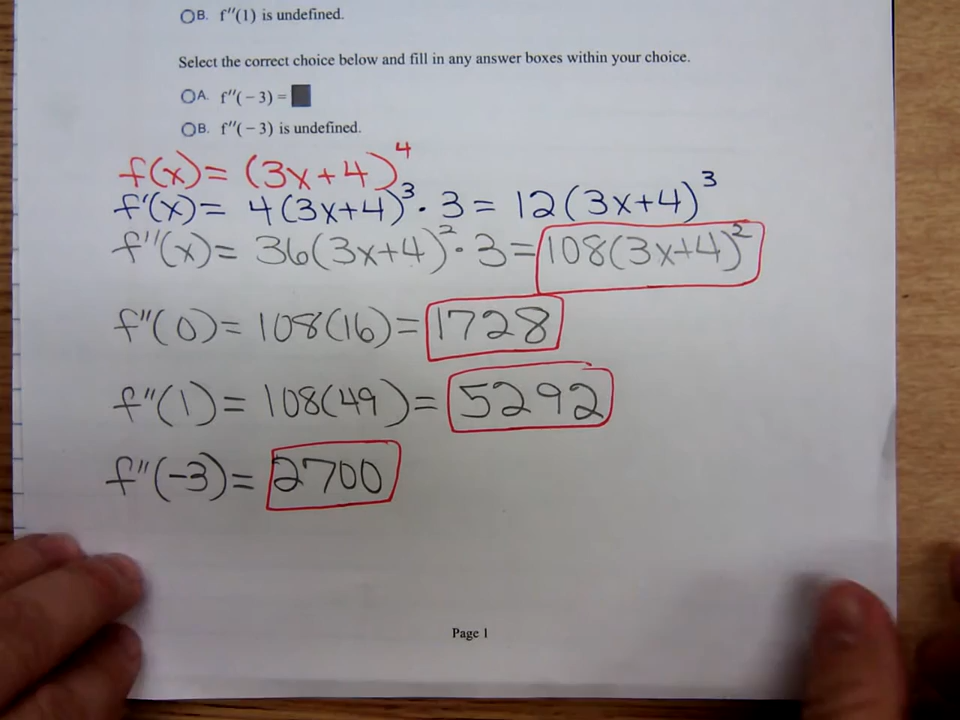 B. f''(1) is undefined.
Select the correct choice below and fill in any answer boxes within your choice.
A. f''(-3) =
B. f''(-3) is undefined.
f(x) = (3x+4)^4
f'(x) = 4(3x+4)^3 · 3 = 12(3x+4)^3
f''(x) = 36(3x+4)^2 · 3 = 108(3x+4)^2
f''(0) = 108(16) = 1728
f''(1) = 108(49) = 5292
f''(-3) = 2700
Page 1